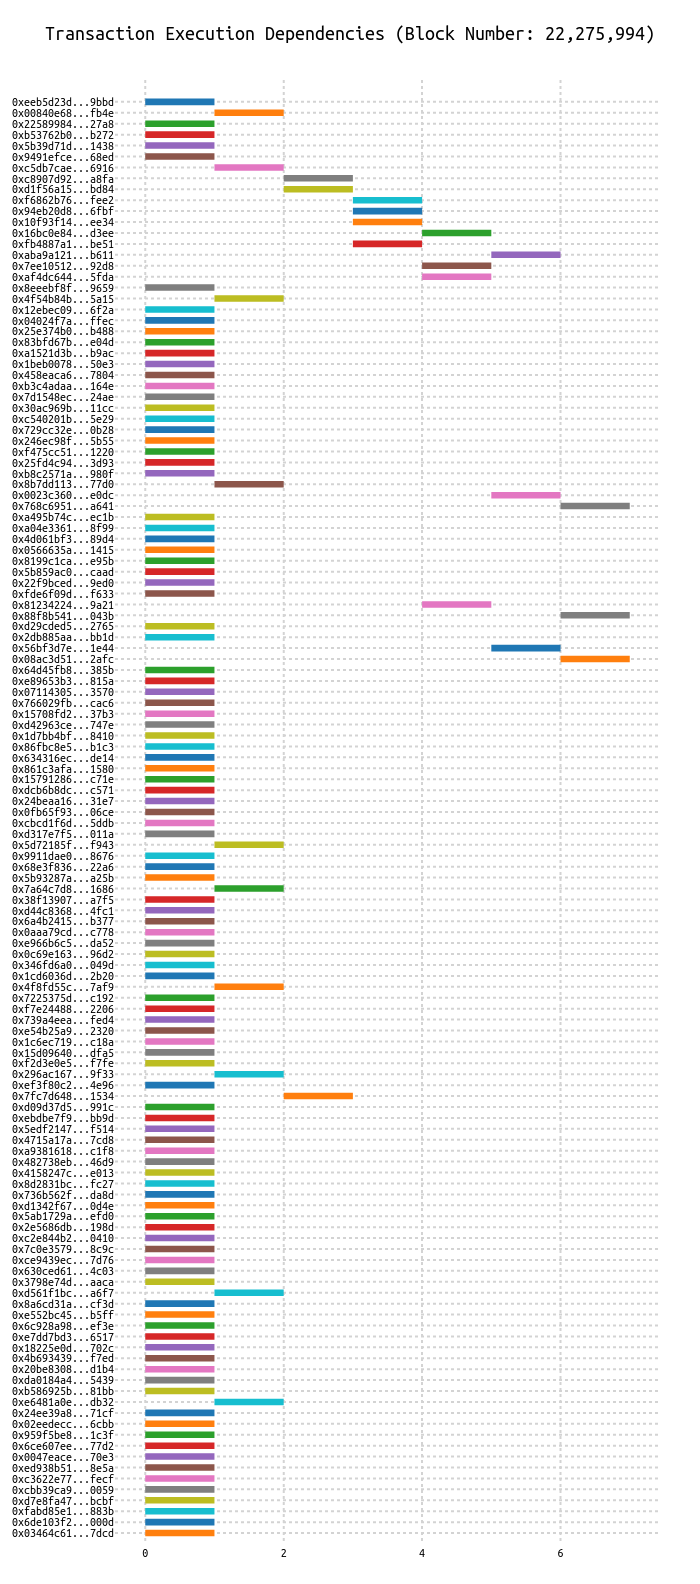 Transaction Execution Dependencies (Block Number: 22,275,994)
0xeeb5d23d...9bbd
0x00840e68...fb4e
0x22589984...27a8
0xb53762b0...b272
0x5b39d71d...1438
0x9491efce...68ed
0xc5db7cae...6916
0xc8907d92...a8fa
0xd1f56a15...bd84
0xf6862b76...fee2
0x94eb20d8...6fbf
0x10f93f14...ee34
0x16bc0e84...d3ee
0xfb4887a1...be51
0xaba9a121...b611
0x7ee10512...92d8
0xaf4dc644...5fda
0x8eeebf8f...9659
0x4f54b84b...5a15
0x12ebec09...6f2a
0x04024f7a...ffec
0x25e374b0...b488
0x83bfd67b...e04d
0xa1521d3b...b9ac
0x1beb0078...50e3
0x458eaca6...7804
0xb3c4adaa...164e
0x7d1548ec...24ae
0x30ac969b...11cc
0xc540201b...5e29
0x729cc32e...0b28
0x246ec98f...5b55
0xf475cc51...1220
0x25fd4c94...3d93
0xb8c2571a...980f
0x8b7dd113...77d0
0x0023c360...e0dc
0x768c6951...a641
0xa495b74c...ec1b
0xa04e3361...8f99
0x4d061bf3...89d4
0x0566635a...1415
0x8199c1ca...e95b
0x5b859ac0...caad
0x22f9bced...9ed0
0xfde6f09d...f633
0x81234224...9a21
0x88f8b541...043b
0xd29cded5...2765
0x2db885aa...bb1d
0x56bf3d7e...1e44
0x08ac3d51...2afc
0x64d45fb8...385b
0xe89653b3...815a
0x07114305...3570
0x766029fb...cac6
0x15708fd2...37b3
0xd42963ce...747e
0x1d7bb4bf...8410
0x86fbc8e5...b1c3
0x634316ec...de14
0x861c3afa...1580
0x15791286...c71e
0xdcb6b8dc...c571
0x24beaa16...31e7
0x0fb65f93...06ce
0xcbcd1f6d...5ddb
0xd317e7f5...011a
0x5d72185f...f943
0x9911dae0...8676
0x68e3f836...22a6
0x5b93287a...a25b
0x7a64c7d8...1686
0x38f13907...a7f5
0xd44c8368...4fc1
0x6a4b2415...b377
0x0aaa79cd...c778
0xe966b6c5...da52
0x0c69e163...96d2
0x346fd6a0...049d
0x1cd6036d...2b20
0x4f8fd55c...7af9
0x7225375d...c192
0xf7e24488...2206
0x739a4eea...fed4
0xe54b25a9...2320
0x1c6ec719...c18a
0x15d09640...dfa5
0xf2d3e0e5...f7fe
0x296ac167...9f33
0xef3f80c2...4e96
0x7fc7d648...1534
0xd09d37d5...991c
0xebdbe7f9...bb9d
0x5edf2147...f514
0x4715a17a...7cd8
0xa9381618...c1f8
0x482738eb...46d9
0x4158247c...e013
0x8d2831bc...fc27
0x736b562f...da8d
0xd1342f67...0d4e
0x5ab1729a...efd0
0x2e5686db...198d
0xc2e844b2...0410
0x7c0e3579...8c9c
0xce9439ec...7d76
0x630ced61...4c03
0x3798e74d...aaca
0xd561f1bc...a6f7
0x8a6cd31a...cf3d
0xe552bc45...b5ff
0x6c928a98...ef3e
0xe7dd7bd3...6517
0x18225e0d...702c
0x4b693439...f7ed
0x20be8308...d1b4
0xda0184a4...5439
0xb586925b...81bb
0xe6481a0e...db32
0x24ee39a8...71cf
0x02eedecc...6cbb
0x959f5be8...1c3f
0x6ce607ee...77d2
0x0047eace...70e3
0xed938b51...8e5a
0xc3622e77...fecf
0xcbb39ca9...0059
0xd7e8fa47...bcbf
0xfabd85e1...883b
0x6de103f2...000d
0x03464c61...7dcd
0 2 4 6